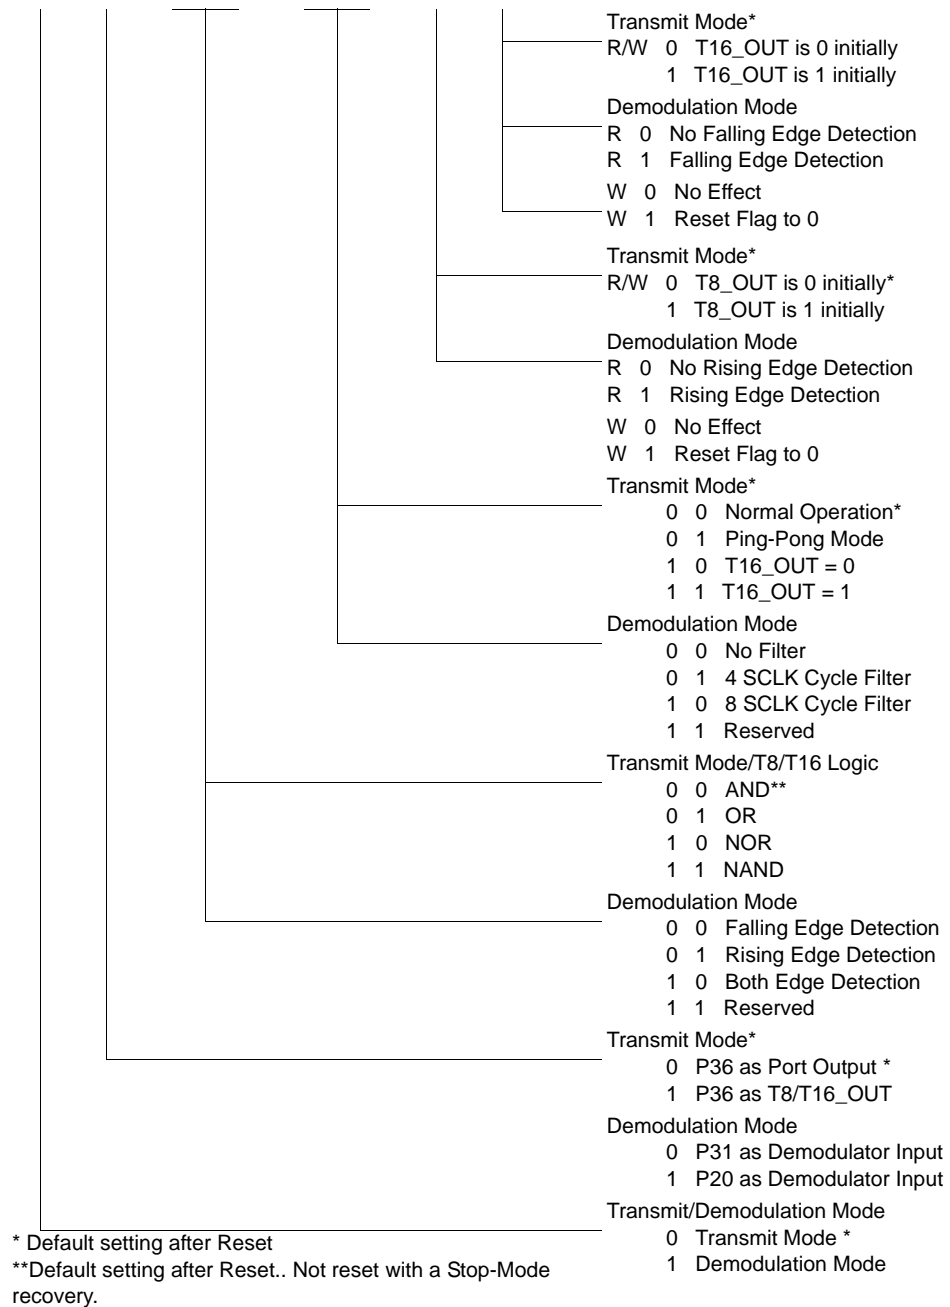 Transmit Mode*
R/W 0 T16_OUT is 0 initially
1 T16_OUT is 1 initially
Demodulation Mode
R 0 No Falling Edge Detection
R 1 Falling Edge Detection
W 0 No Effect
W 1 Reset Flag to 0
Transmit Mode*
R/W 0 T8_OUT is 0 initially*
1 T8_OUT is 1 initially
Demodulation Mode
R 0 No Rising Edge Detection
R 1 Rising Edge Detection
W 0 No Effect
W 1 Reset Flag to 0
Transmit Mode*
0 0 Normal Operation*
0 1 Ping-Pong Mode
1 0 T16_OUT = 0
1 1 T16_OUT = 1
Demodulation Mode
0 0 No Filter
0 1 4 SCLK Cycle Filter
1 0 8 SCLK Cycle Filter
1 1 Reserved
Transmit Mode/T8/T16 Logic
0 0 AND**
0 1 OR
1 0 NOR
1 1 NAND
Demodulation Mode
0 0 Falling Edge Detection
0 1 Rising Edge Detection
1 0 Both Edge Detection
1 1 Reserved
Transmit Mode*
0 P36 as Port Output *
1 P36 as T8/T16_OUT
Demodulation Mode
0 P31 as Demodulator Input
1 P20 as Demodulator Input
Transmit/Demodulation Mode
0 Transmit Mode *
1 Demodulation Mode
* Default setting after Reset
**Default setting after Reset.. Not reset with a Stop-Mode
recovery.